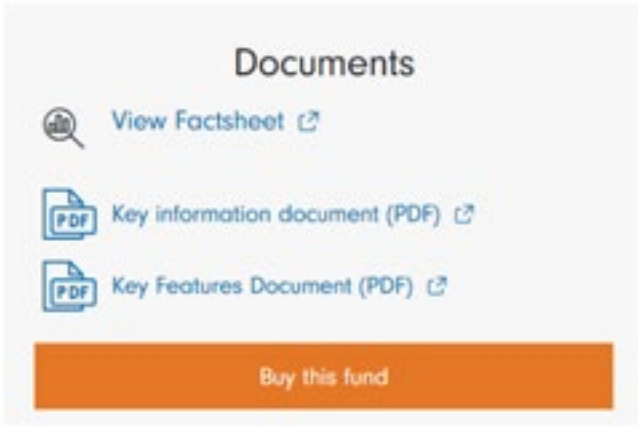 Documents
View Factsheet
PDF Key information document (PDF)
PDF Key Features Document (PDF)
Buy this fund